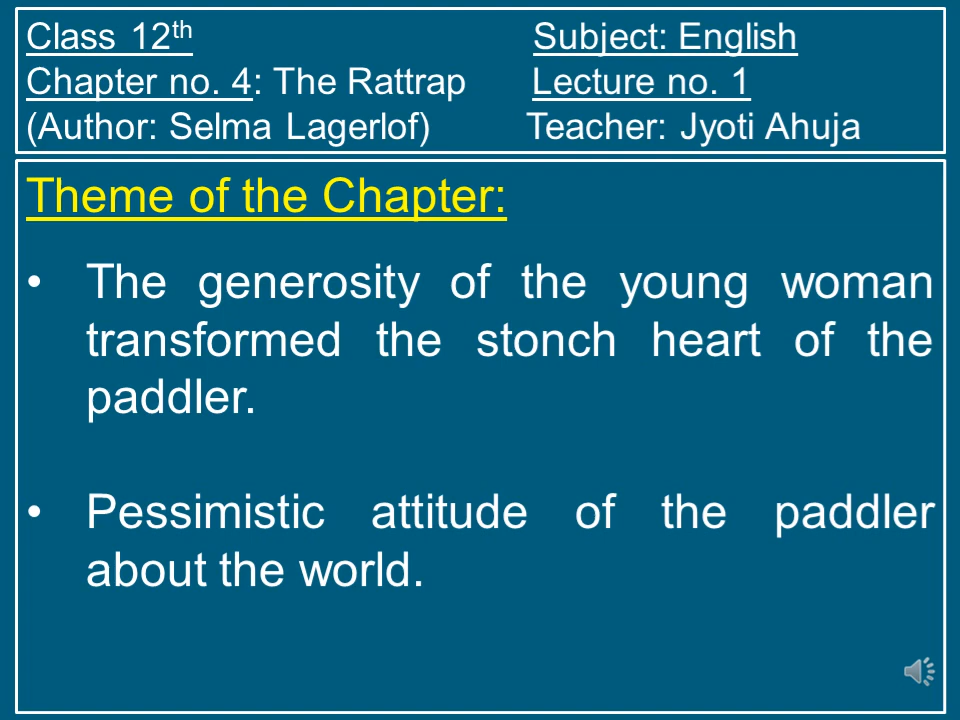 Class 12th Subject: English
Chapter no. 4: The Rattrap Lecture no. 1
(Author: Selma Lagerlof) Teacher: Jyoti Ahuja
Theme of the Chapter:
• The generosity of the young woman
transformed the stonch heart of the
paddler.
• Pessimistic attitude of the paddler
about the world.